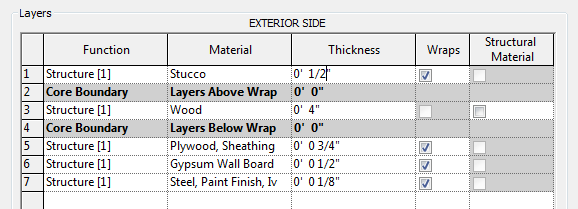 Layers
EXTERIOR SIDE
Function Material Thickness Wraps Structural Material
1 Structure [1] Stucco 0' 1/2"
2 Core Boundary Layers Above Wrap 0' 0"
3 Structure [1] Wood 0' 4"
4 Core Boundary Layers Below Wrap 0' 0"
5 Structure [1] Plywood, Sheathing 0' 0 3/4"
6 Structure [1] Gypsum Wall Board 0' 0 1/2"
7 Structure [1] Steel, Paint Finish, Iv 0' 0 1/8"